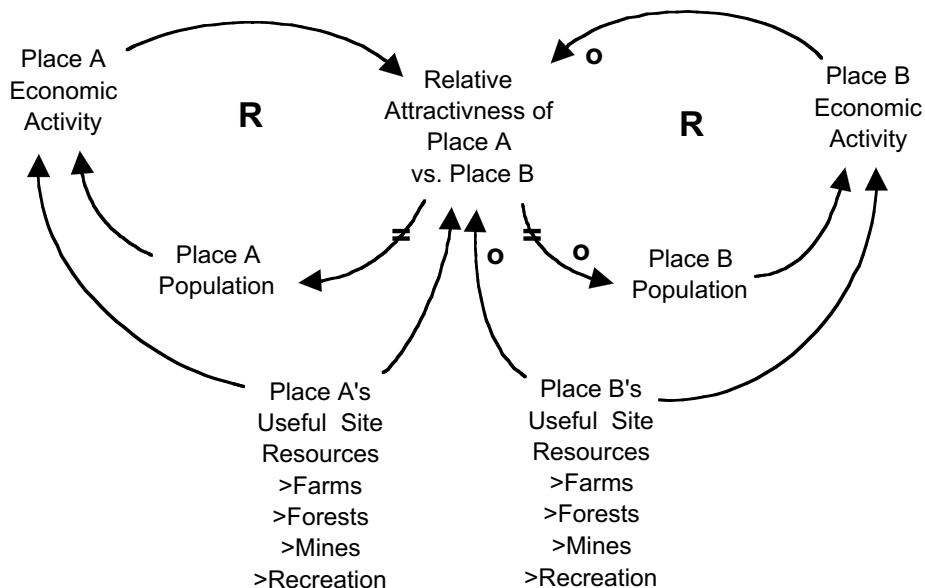 Place A
Economic
Activity
R
Relative
Attractivness of
Place A
vs. Place B
o
R
Place B
Economic
Activity
Place A
Population
=
=
o
o
Place B
Population
Place A's
Useful Site
Resources
>Farms
>Forests
>Mines
>Recreation
Place B's
Useful Site
Resources
>Farms
>Forests
>Mines
>Recreation